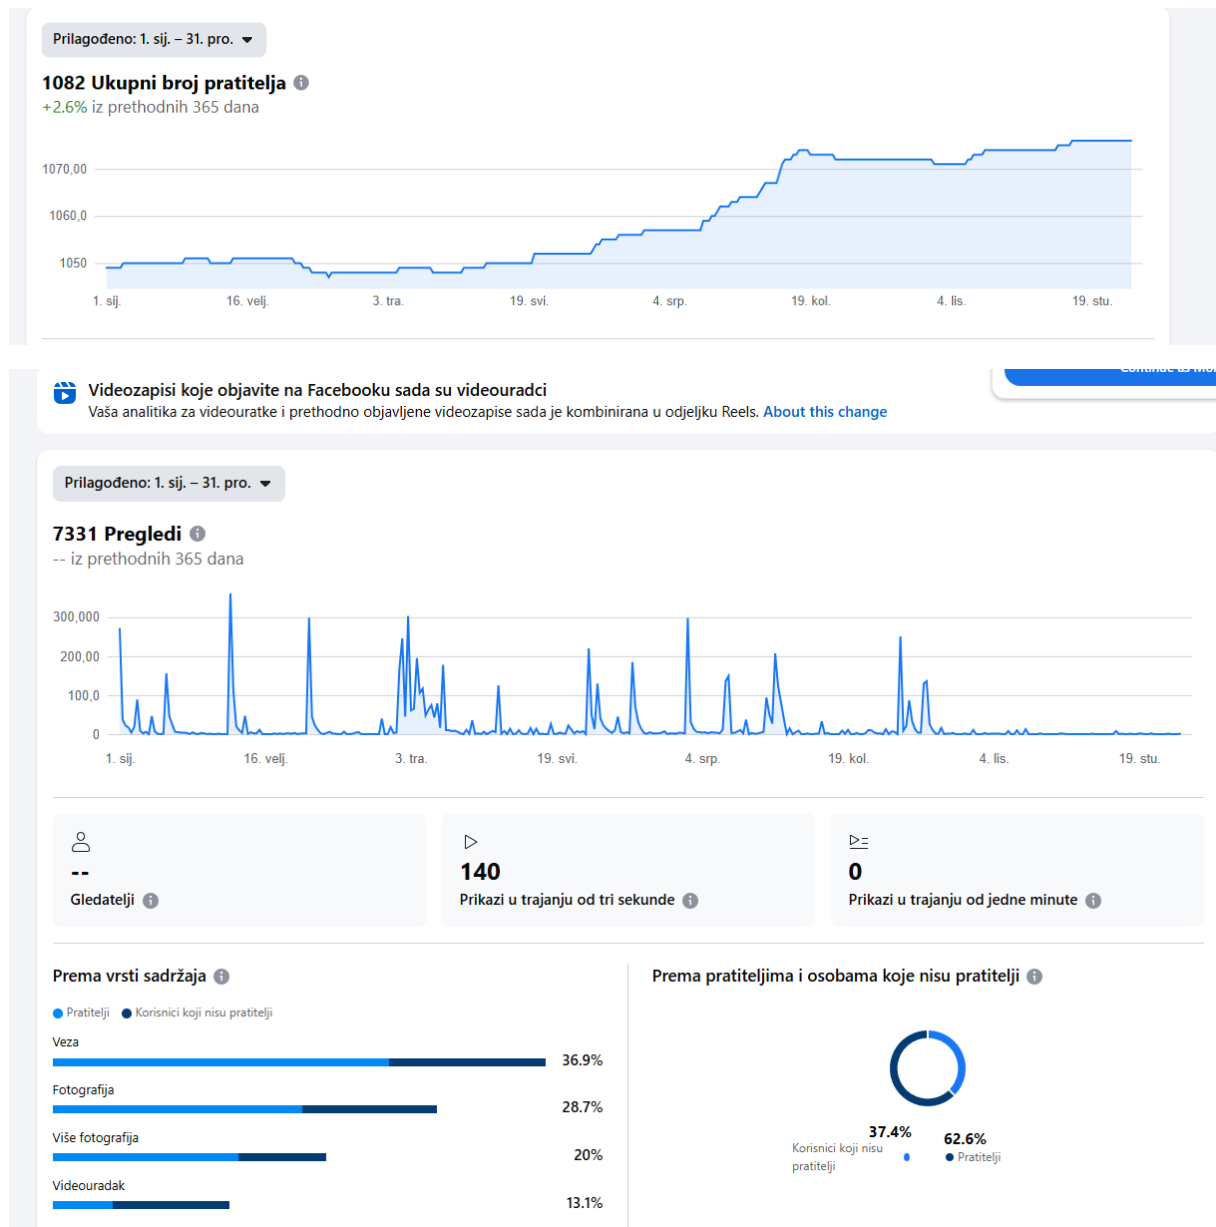 Prilagođeno: 1. sij. – 31. pro.
1082 Ukupni broj pratitelja
+2.6% iz prethodnih 365 dana
1070,00
1060,0
1050
1. sij. 16. velj. 3. tra. 19. svi. 4. srp. 19. kol. 4. lis. 19. stu.
Videozapisi koje objavite na Facebooku sada su videouradci
Vaša analitika za videouratke i prethodno objavljene videozapise sada je kombinirana u odjeljku Reels. About this change
Prilagođeno: 1. sij. – 31. pro.
7331 Pregledi
-- iz prethodnih 365 dana
300,000
200,00
100,0
0
1. sij. 16. velj. 3. tra. 19. svi. 4. srp. 19. kol. 4. lis. 19. stu.
--
Gledatelji
140
Prikazi u trajanju od tri sekunde
0
Prikazi u trajanju od jedne minute
Prema vrsti sadržaja
Pratitelji Korisnici koji nisu pratitelji
Veza
36.9%
Fotografija
28.7%
Više fotografija
20%
Videouradak
13.1%
Prema pratiteljima i osobama koje nisu pratitelji
37.4%
Korisnici koji nisu
pratitelji
62.6%
Pratitelji